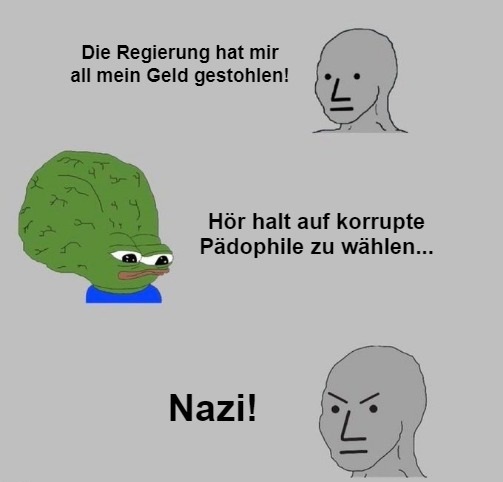 Die Regierung hat mir
all mein Geld gestohlen!
Hör halt auf korrupte
Pädophile zu wählen...
Nazi!